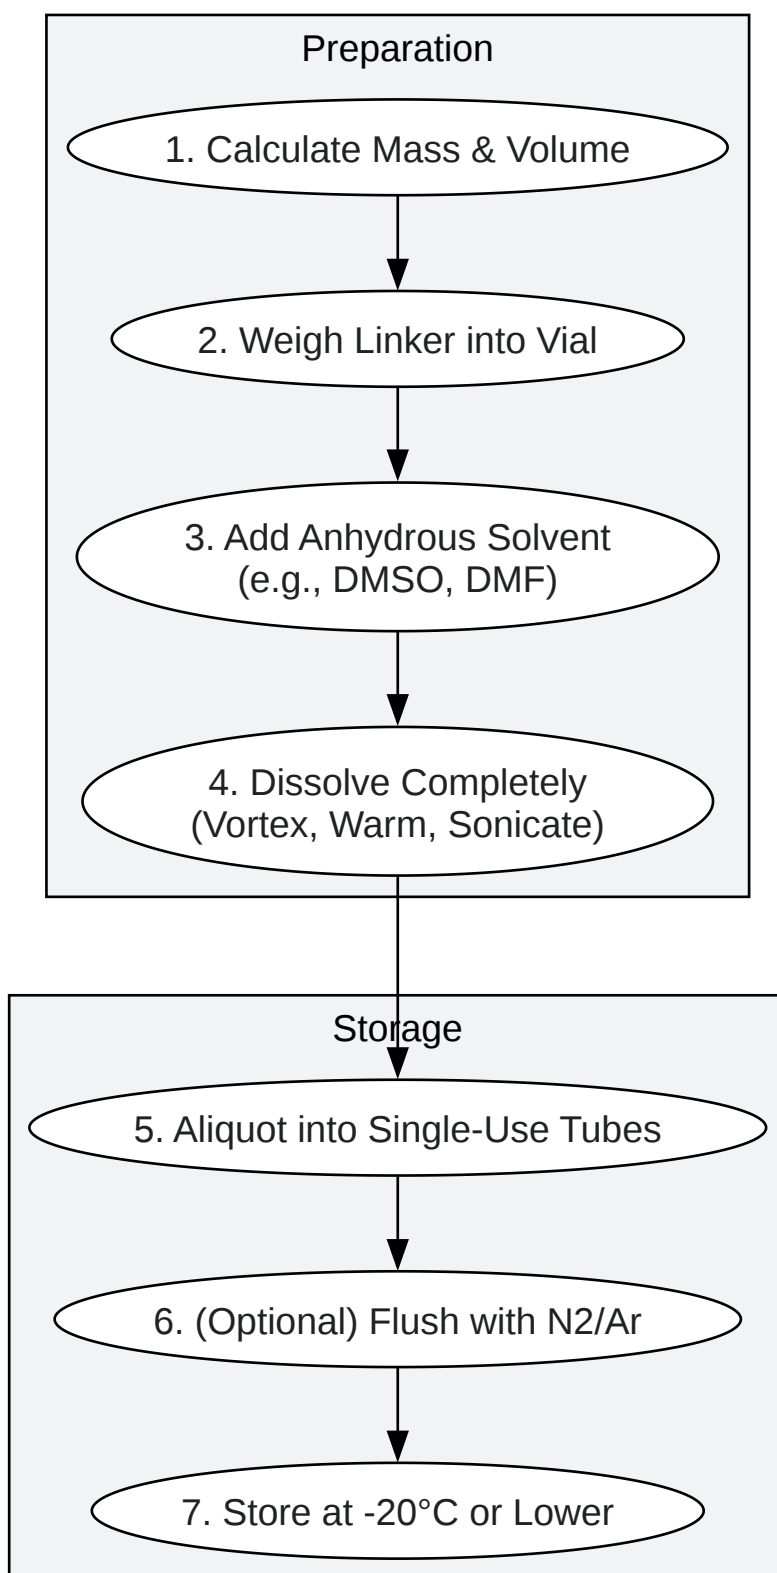 Preparation
1. Calculate Mass & Volume
2. Weigh Linker into Vial
3. Add Anhydrous Solvent
(e.g., DMSO, DMF)
4. Dissolve Completely
(Vortex, Warm, Sonicate)
Storage
5. Aliquot into Single-Use Tubes
6. (Optional) Flush with N2/Ar
7. Store at -20°C or Lower